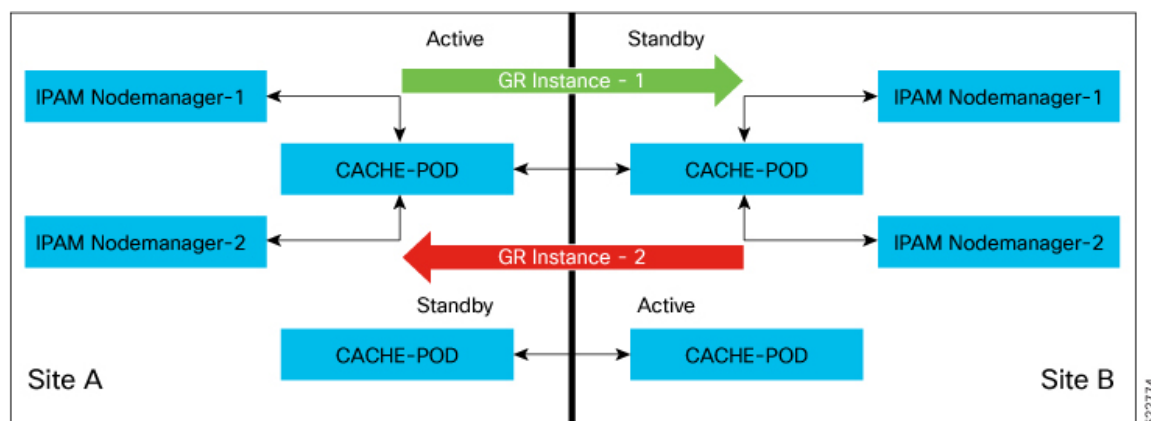 Active
Standby
GR Instance - 1
IPAM Nodemanager-1
IPAM Nodemanager-1
CACHE-POD
CACHE-POD
IPAM Nodemanager-2
IPAM Nodemanager-2
GR Instance - 2
Standby
Active
CACHE-POD
CACHE-POD
Site A
Site B